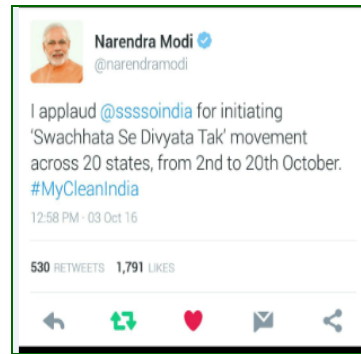 Narendra Modi
@narendramodi
I applaud @ssssoindia for initiating
'Swachhata Se Divyata Tak' movement
across 20 states, from 2nd to 20th October.
#MyCleanIndia
12:58 PM - 03 Oct 16
530 RETWEETS 1,791 LIKES